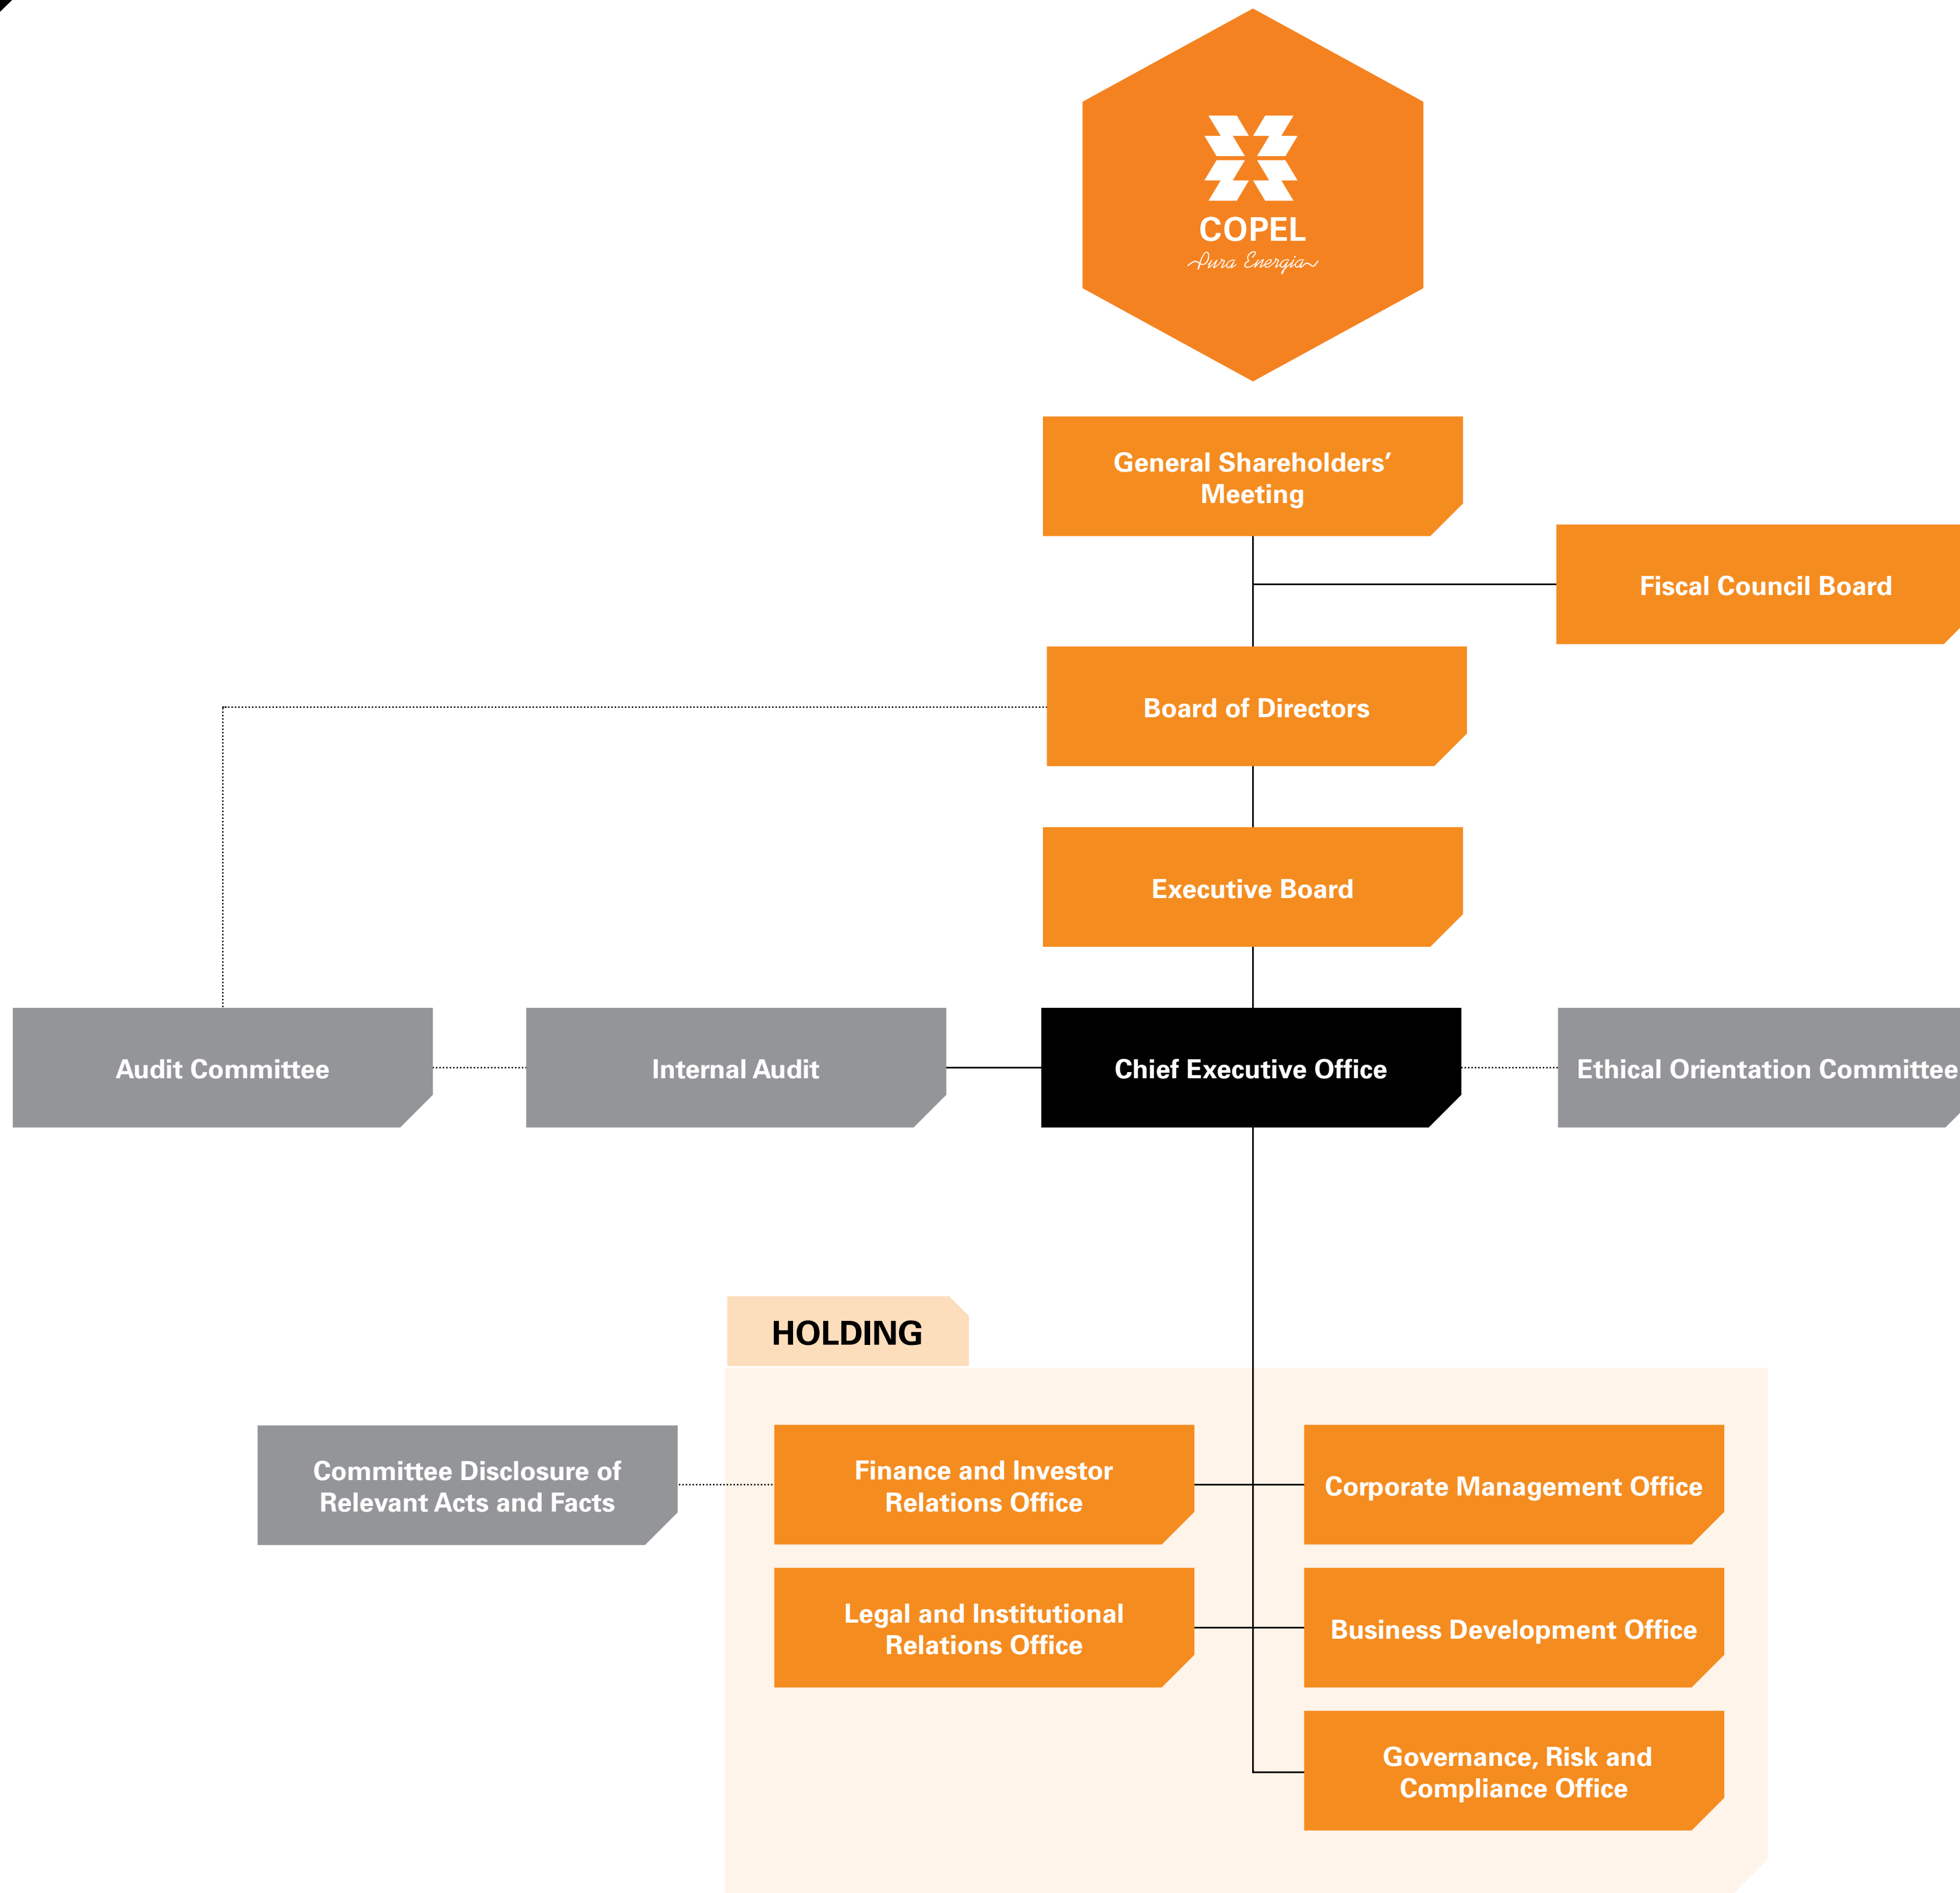 COPEL
Pura Energia
General Shareholders’
Meeting
Fiscal Council Board
Board of Directors
Executive Board
Audit Committee
Internal Audit
Chief Executive Office
Ethical Orientation Committee
HOLDING
Committee Disclosure of
Relevant Acts and Facts
Finance and Investor
Relations Office
Corporate Management Office
Legal and Institutional
Relations Office
Business Development Office
Governance, Risk and
Compliance Office